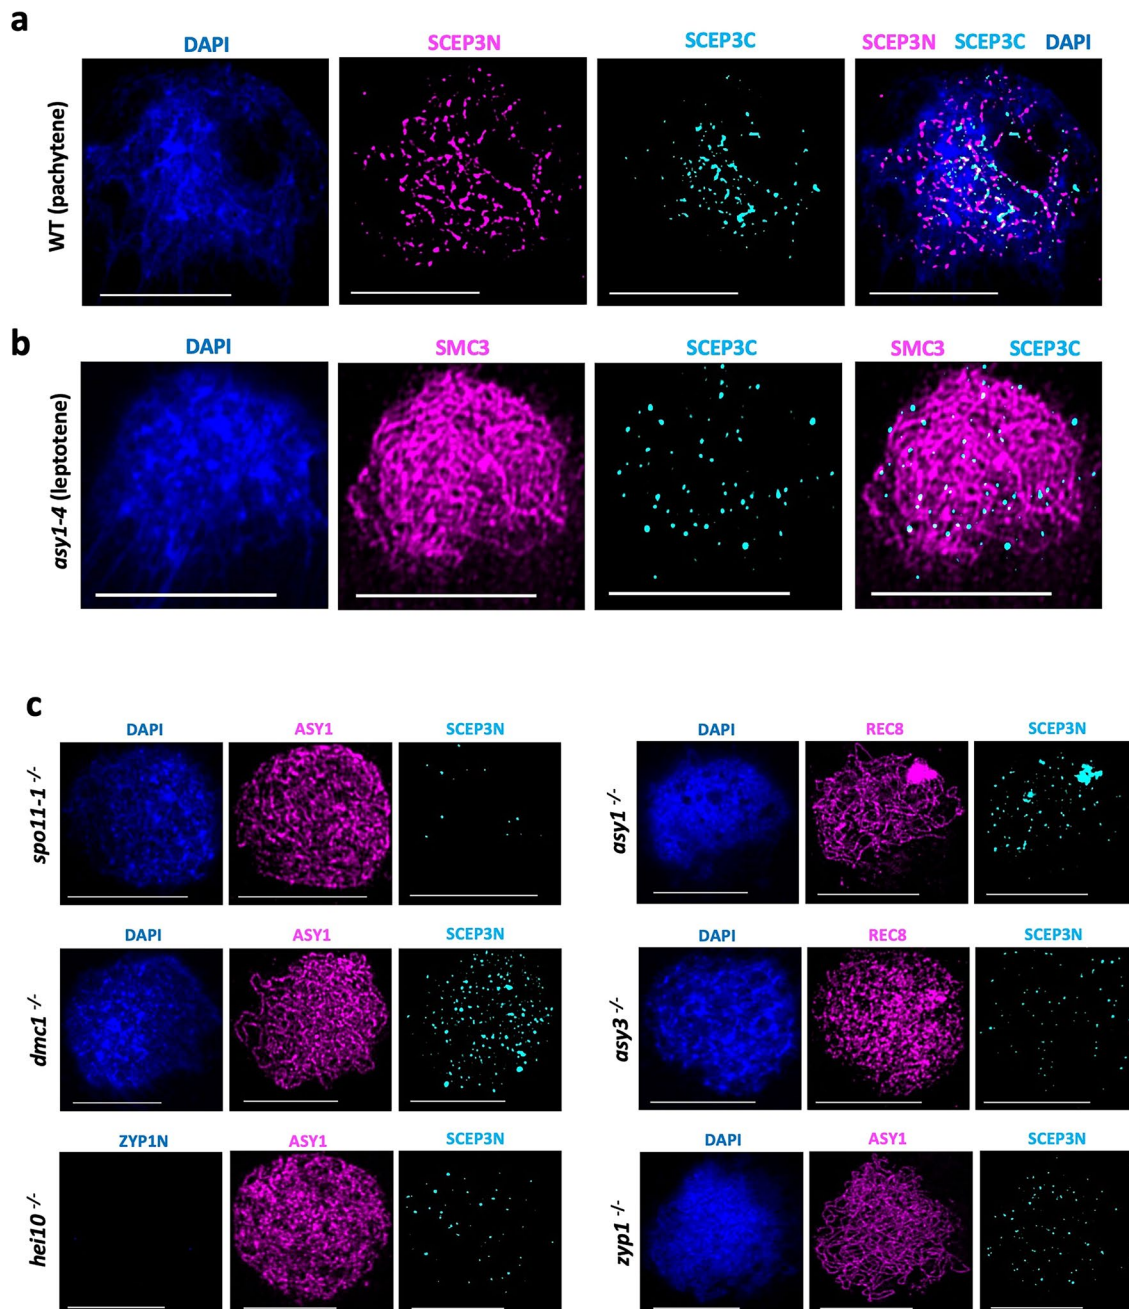 a
DAPI SCEP3N SCEP3C SCEP3N SCEP3C DAPI
WT (pachytene)
b
DAPI SMC3 SCEP3C SMC3 SCEP3C
asy1-4 (leptotene)
c
DAPI ASY1 SCEP3N
spo11-1 -/-
DAPI REC8 SCEP3N
asy1 -/-
DAPI ASY1 SCEP3N
dmc1 -/-
DAPI REC8 SCEP3N
asy3 -/-
ZYP1N ASY1 SCEP3N
hei10 -/-
DAPI ASY1 SCEP3N
zyp1 -/-